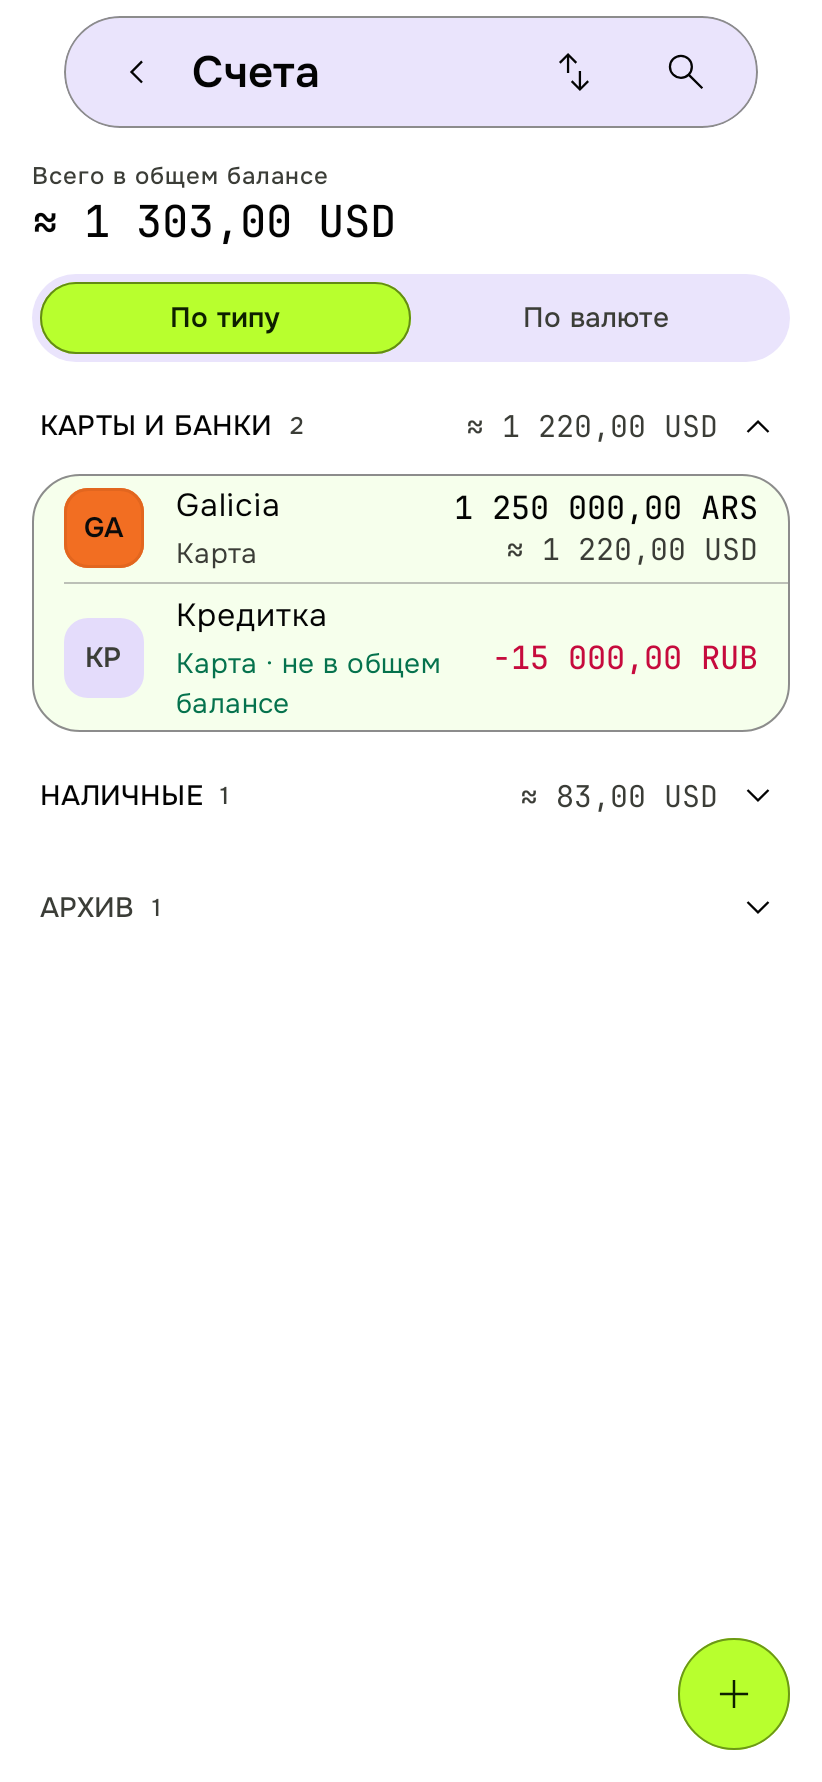 Счета
Всего в общем балансе
≈ 1 303,00 USD
По типу
По валюте
КАРТЫ И БАНКИ 2 ≈ 1 220,00 USD
GA Galicia 1 250 000,00 ARS
Карта ≈ 1 220,00 USD
Кредитка
КР Карта · не в общем -15 000,00 RUB
балансе
НАЛИЧНЫЕ 1 ≈ 83,00 USD
АРХИВ 1